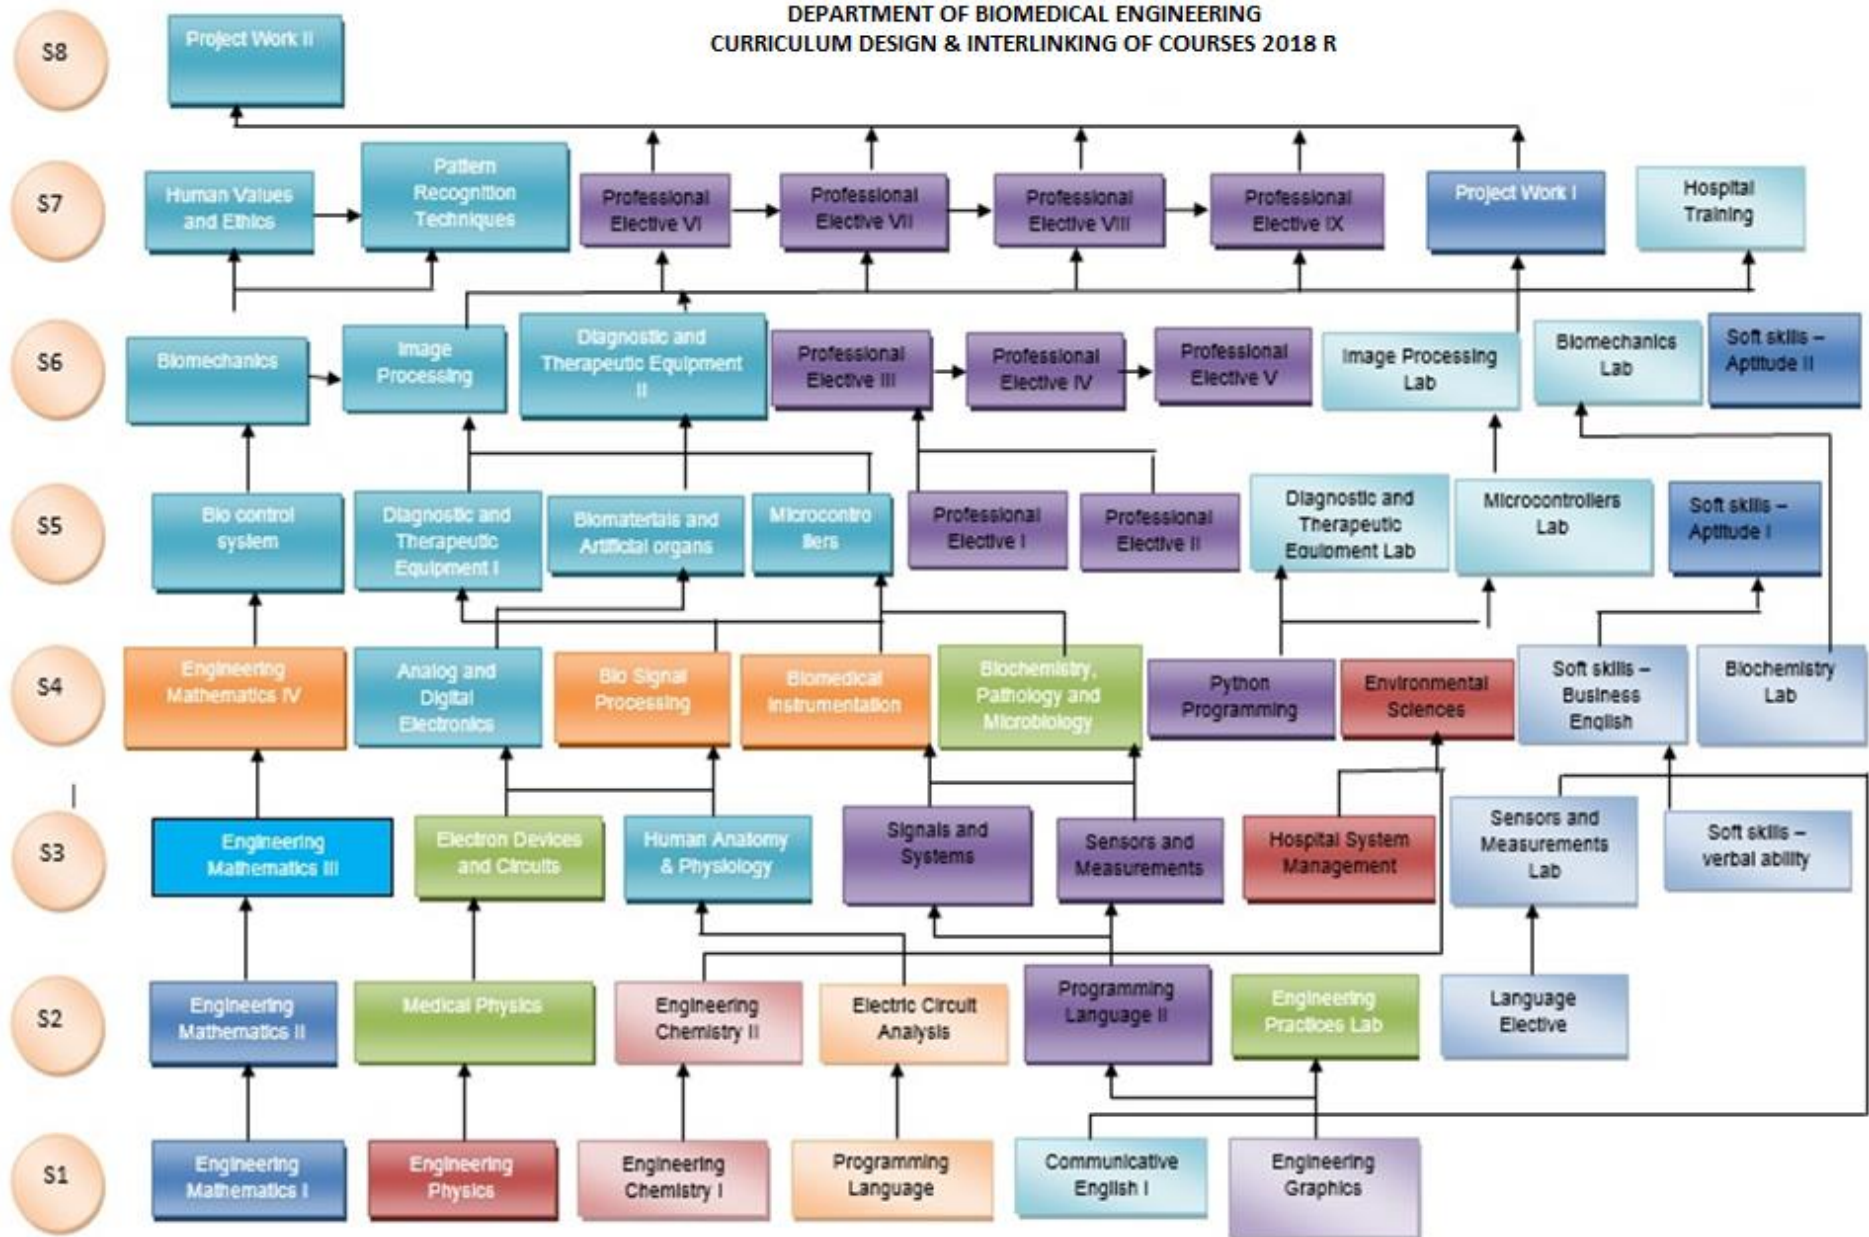 DEPARTMENT OF BIOMEDICAL ENGINEERING
CURRICULUM DESIGN & INTERLINKING OF COURSES 2018 R
S8
Project Work II
S7
Human Values
and Ethics
Pattern
Recognition
Techniques
Professional
Elective VI
Professional
Elective VII
Professional
Elective VIII
Professional
Elective IX
Project Work I
Hospital
Training
S6
Biomechanics
Image
Processing
Diagnostic and
Therapeutic Equipment
II
Professional
Elective III
Professional
Elective IV
Professional
Elective V
Image Processing
Lab
Biomechanics
Lab
Soft skills –
Aptitude II
S5
Bio control
system
Diagnostic and
Therapeutic
Equipment I
Biomaterials and
Artificial organs
Microcontro
llers
Professional
Elective I
Professional
Elective II
Diagnostic and
Therapeutic
Equipment Lab
Microcontrollers
Lab
Soft skills –
Aptitude I
S4
Engineering
Mathematics IV
Analog and
Digital
Electronics
Bio Signal
Processing
Biomedical
Instrumentation
Biochemistry,
Pathology and
Microbiology
Python
Programming
Environmental
Sciences
Soft skills –
Business
English
Biochemistry
Lab
S3
Engineering
Mathematics III
Electron Devices
and Circuits
Human Anatomy
& Physiology
Signals and
Systems
Sensors and
Measurements
Hospital System
Management
Sensors and
Measurements
Lab
Soft skills –
verbal ability
S2
Engineering
Mathematics II
Medical Physics
Engineering
Chemistry II
Electric Circuit
Analysis
Programming
Language II
Engineering
Practices Lab
Language
Elective
S1
Engineering
Mathematics I
Engineering
Physics
Engineering
Chemistry I
Programming
Language
Communicative
English I
Engineering
Graphics